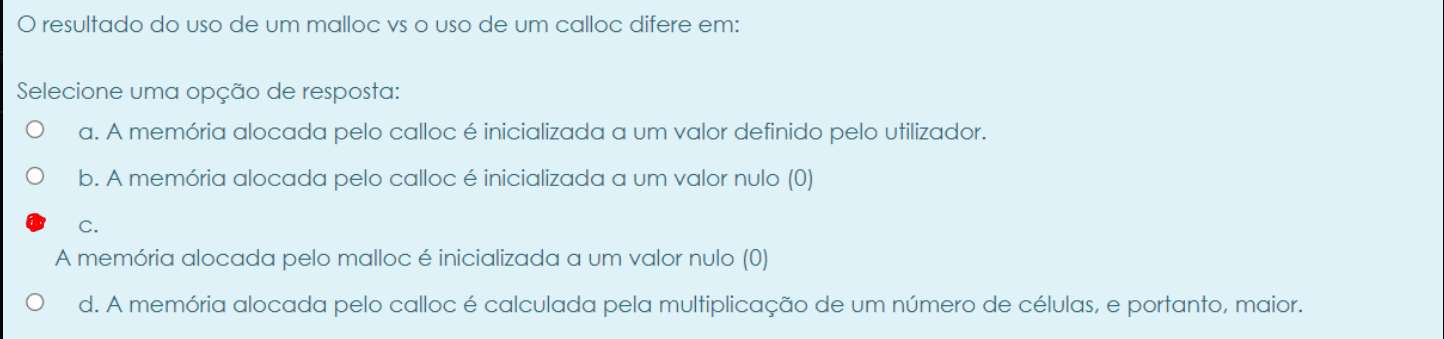 O resultado do uso de um malloc vs o uso de um calloc difere em:
Selecione uma opção de resposta:
a. A memória alocada pelo calloc é inicializada a um valor definido pelo utilizador.
b. A memória alocada pelo calloc é inicializada a um valor nulo (0)
c.
A memória alocada pelo malloc é inicializada a um valor nulo (0)
d. A memória alocada pelo calloc é calculada pela multiplicação de um número de células, e portanto, maior.